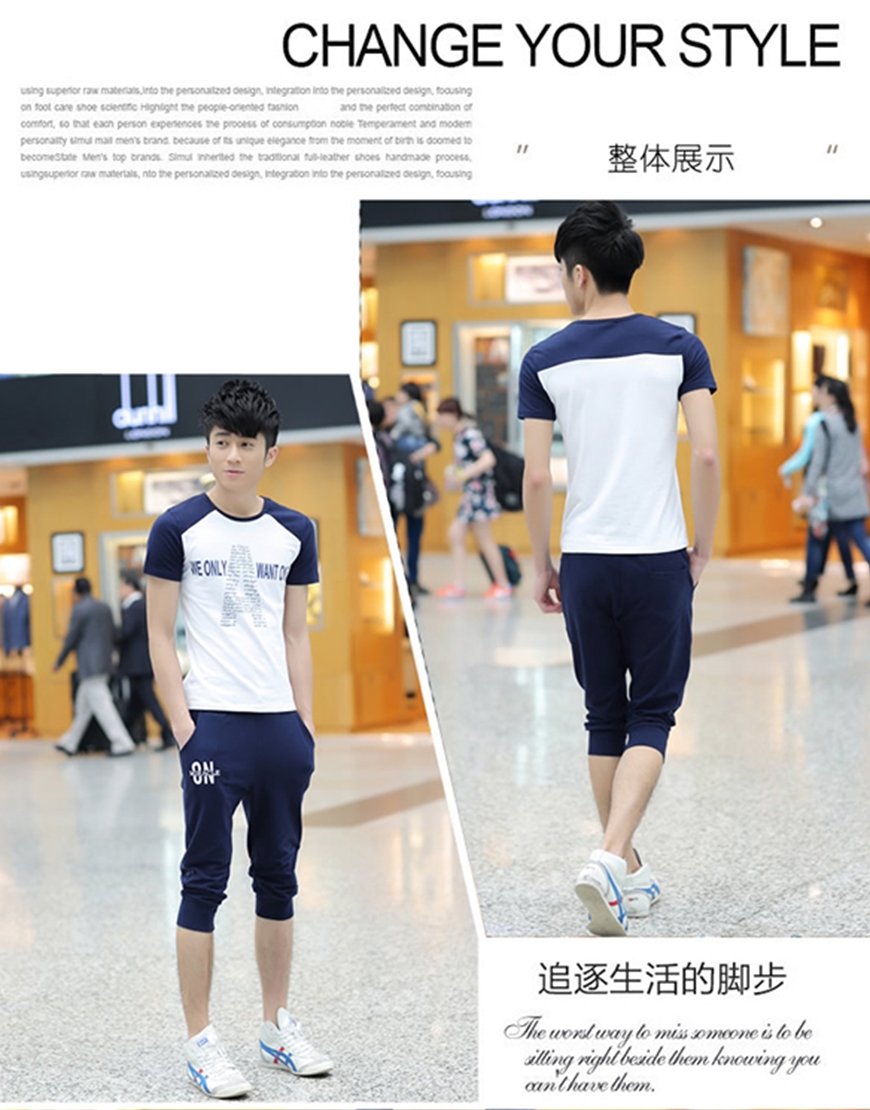 CHANGE YOUR STYLE
using superior raw materials,Into the personalized design, Integration Into the personalized design, focusing
on foot care shoe scientific Highlight the people-oriented fashion and the perfect combination of
comfort, so that each person experiences the process of consumption noble Temperament and modern
personality simul mall men's brand. because of its unique elegance from the moment of birth is doomed to
becomeState Men's top brands. Simul inherited the traditional full-leather shoes handmade process,
usingsuperior raw materials, nto the personalized design, Integration into the personalized design, focusing
" 整体展示 "
LONDON
dunhill
LONDON
WE ONLY WANT
ON
追逐生活的脚步
The worst way to miss someone is to be
sitting right beside them knowing you
can't have them.